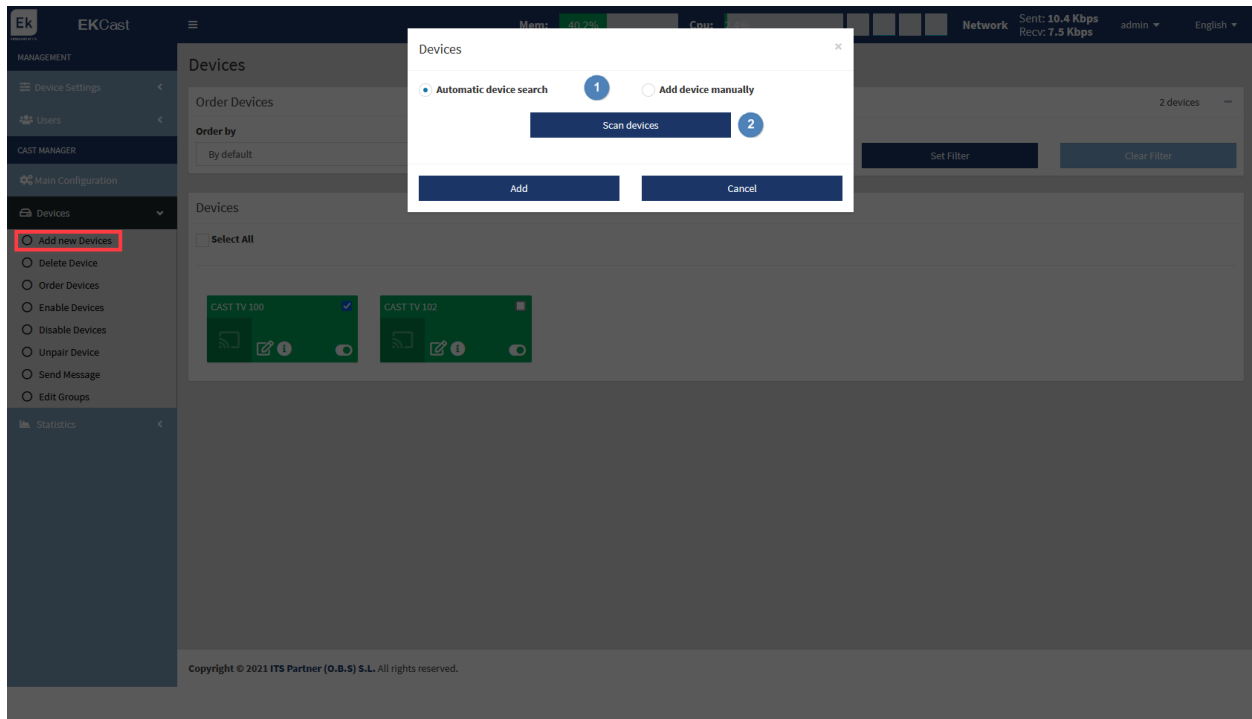 Ek
EKCast
Mem: 40.2%
Cpu:
Network
Sent: 10.4 Kbps
Recv: 7.5 Kbps
admin
English
MANAGEMENT
Device Settings
Users
CAST MANAGER
Main Configuration
Devices
Add new Devices
Delete Device
Order Devices
Enable Devices
Disable Devices
Unpair Device
Send Message
Edit Groups
Statistics
Devices
Order Devices
2 devices
Order by
By default
Set Filter
Clear Filter
Devices
×
Automatic device search
1
Add device manually
Scan devices
2
Add
Cancel
Devices
Select All
CAST TV 100
CAST TV 102
Copyright © 2021 ITS Partner (O.B.S) S.L. All rights reserved.